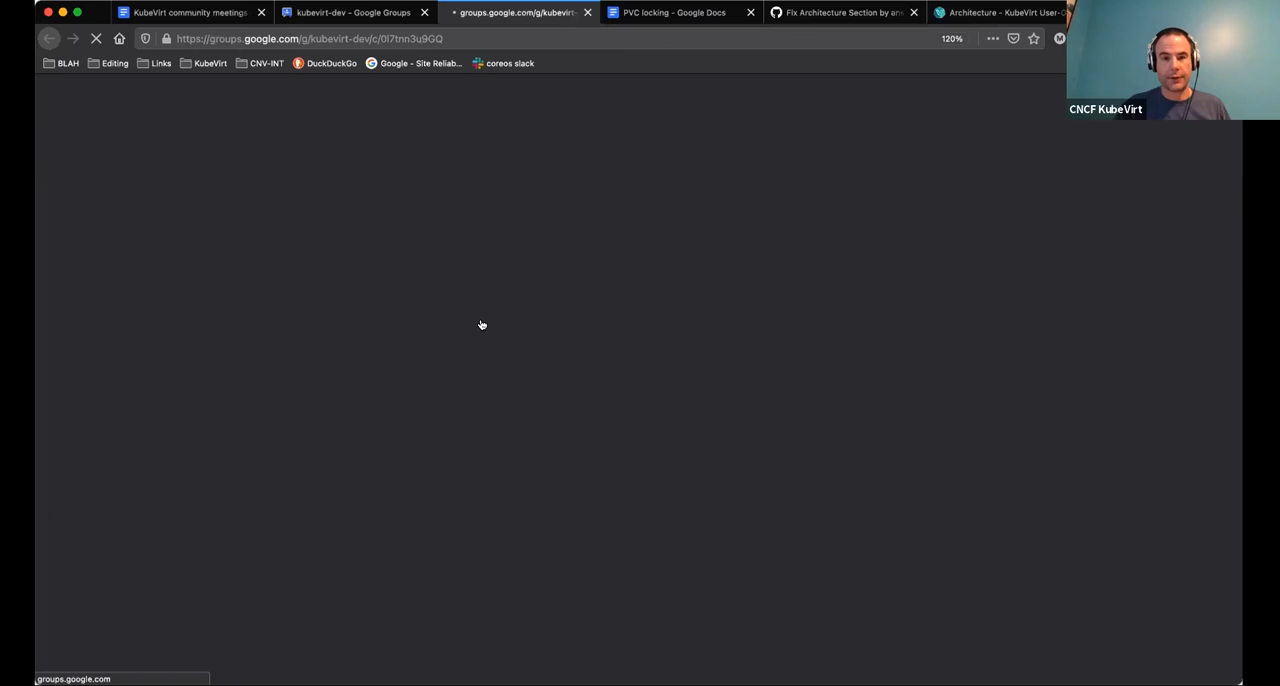 KubeVirt community meetings
kubevirt-dev - Google Groups
groups.google.com/g/kubevirt-
PVC locking - Google Docs
Fix Architecture Section by ans
Architecture - KubeVirt User-G
https://groups.google.com/g/kubevirt-dev/c/0I7tnn3u9GQ
120%
M
BLAH
Editing
Links
KubeVirt
CNV-INT
DuckDuckGo
Google - Site Reliab...
coreos slack
CNCF KubeVirt
groups.google.com